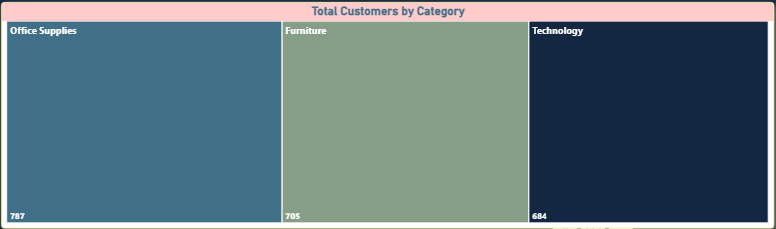 Total Customers by Category
Office Supplies
Furniture
Technology
787
705
684